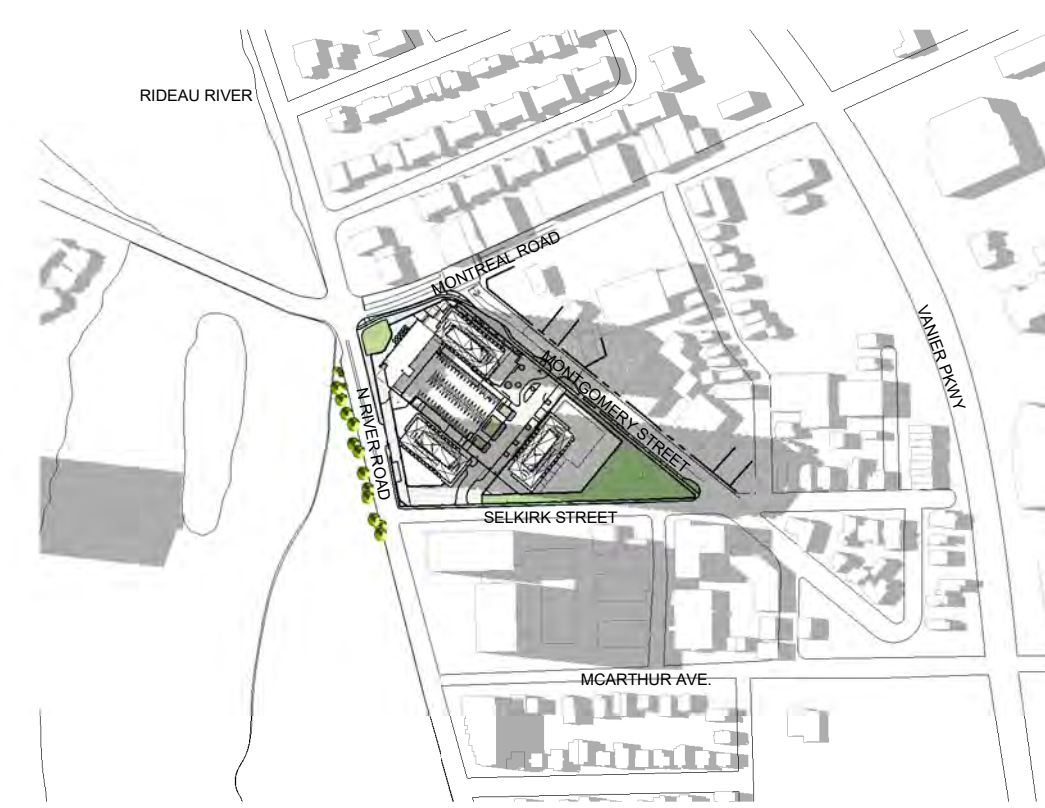 RIDEAU RIVER
MONTREAL ROAD
VANIER PKWY
MONTGOMERY STREET
N RIVER ROAD
SELKIRK STREET
MCARTHUR AVE.